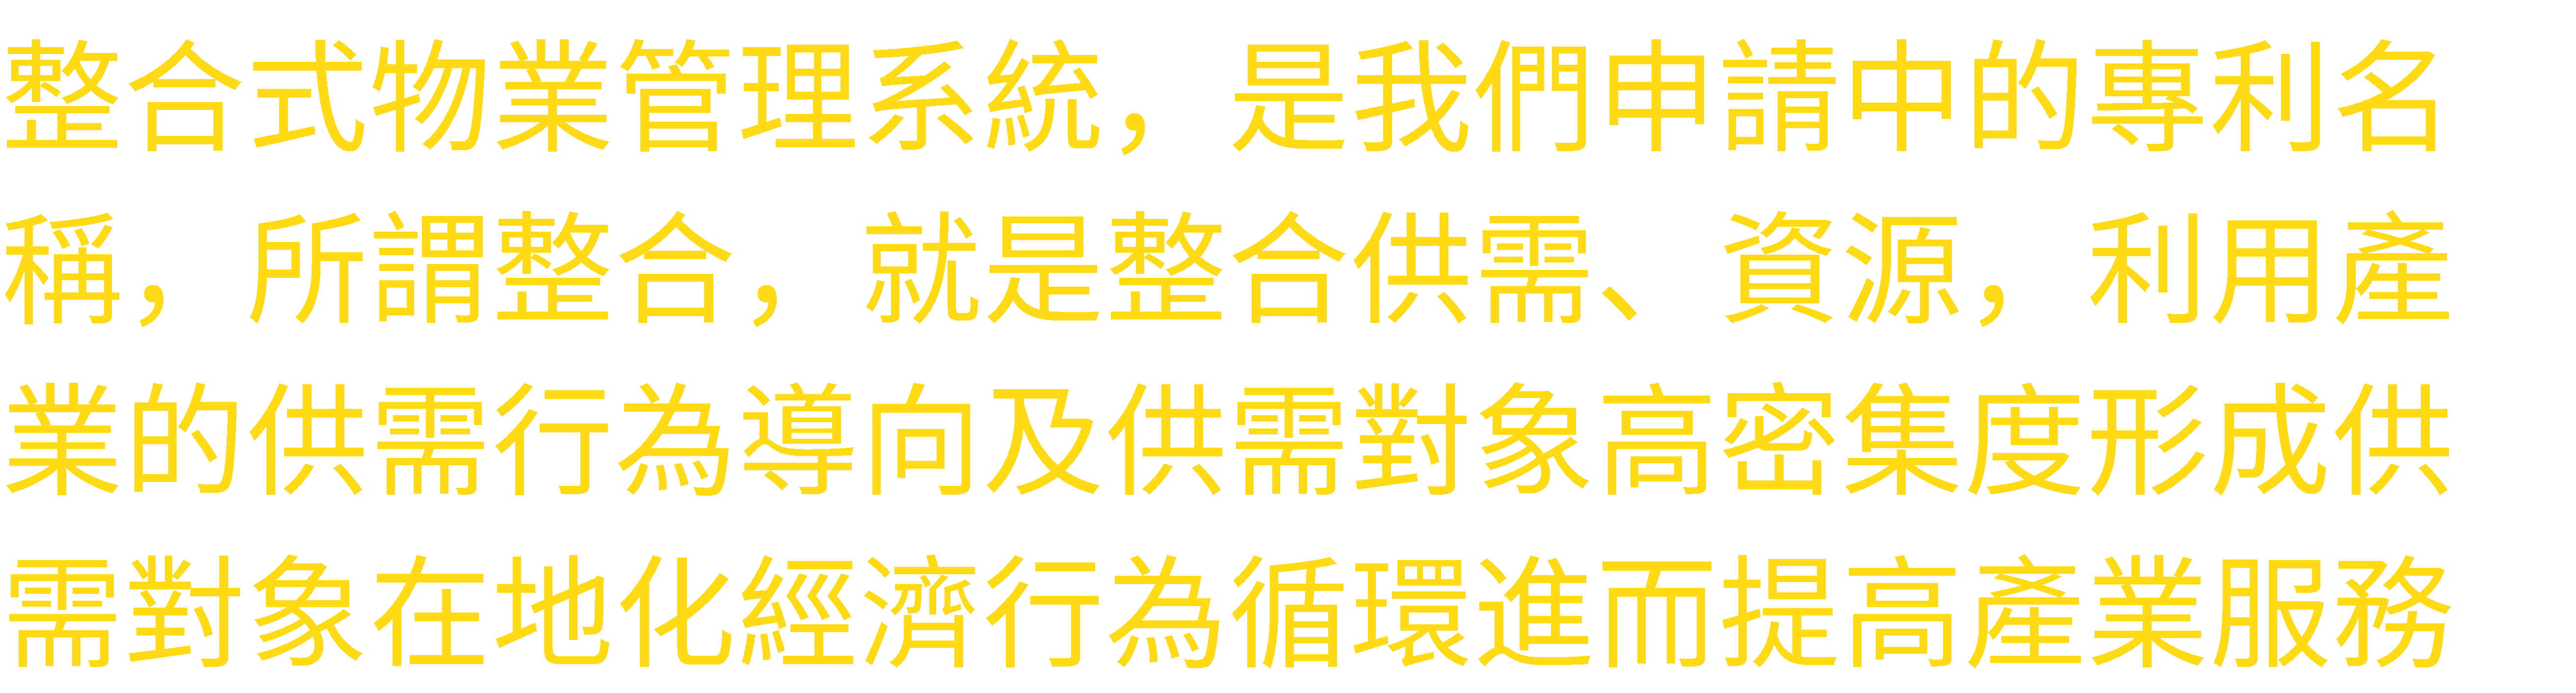 整合式物業管理系統，是我們申請中的專利名
稱，所謂整合，就是整合供需、資源，利用產
業的供需行為導向及供需對象高密集度形成供
需對象在地化經濟行為循環進而提高產業服務